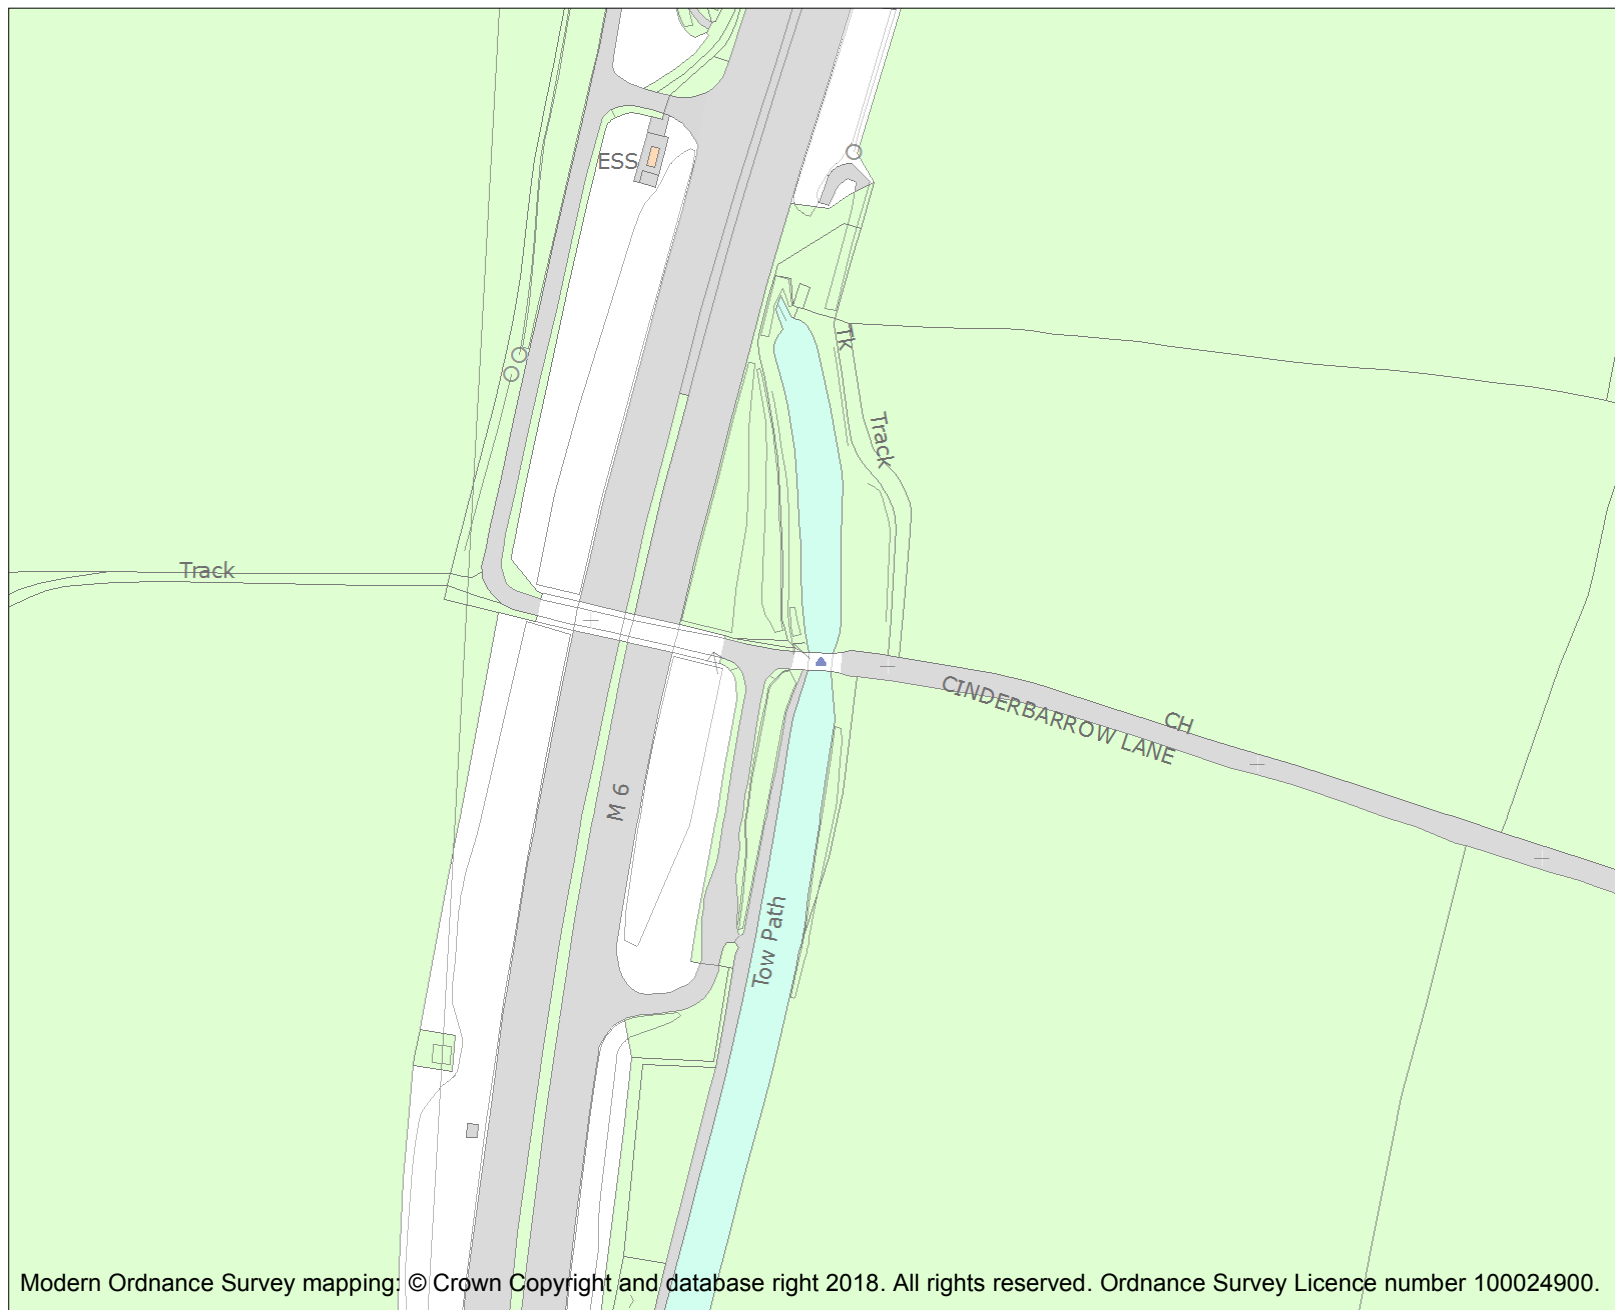 ESS
Tk
Track
Track
CINDERBARROW LANE
CH
M 6
Tow Path
Modern Ordnance Survey mapping: © Crown Copyright and database right 2018. All rights reserved. Ordnance Survey Licence number 100024900.